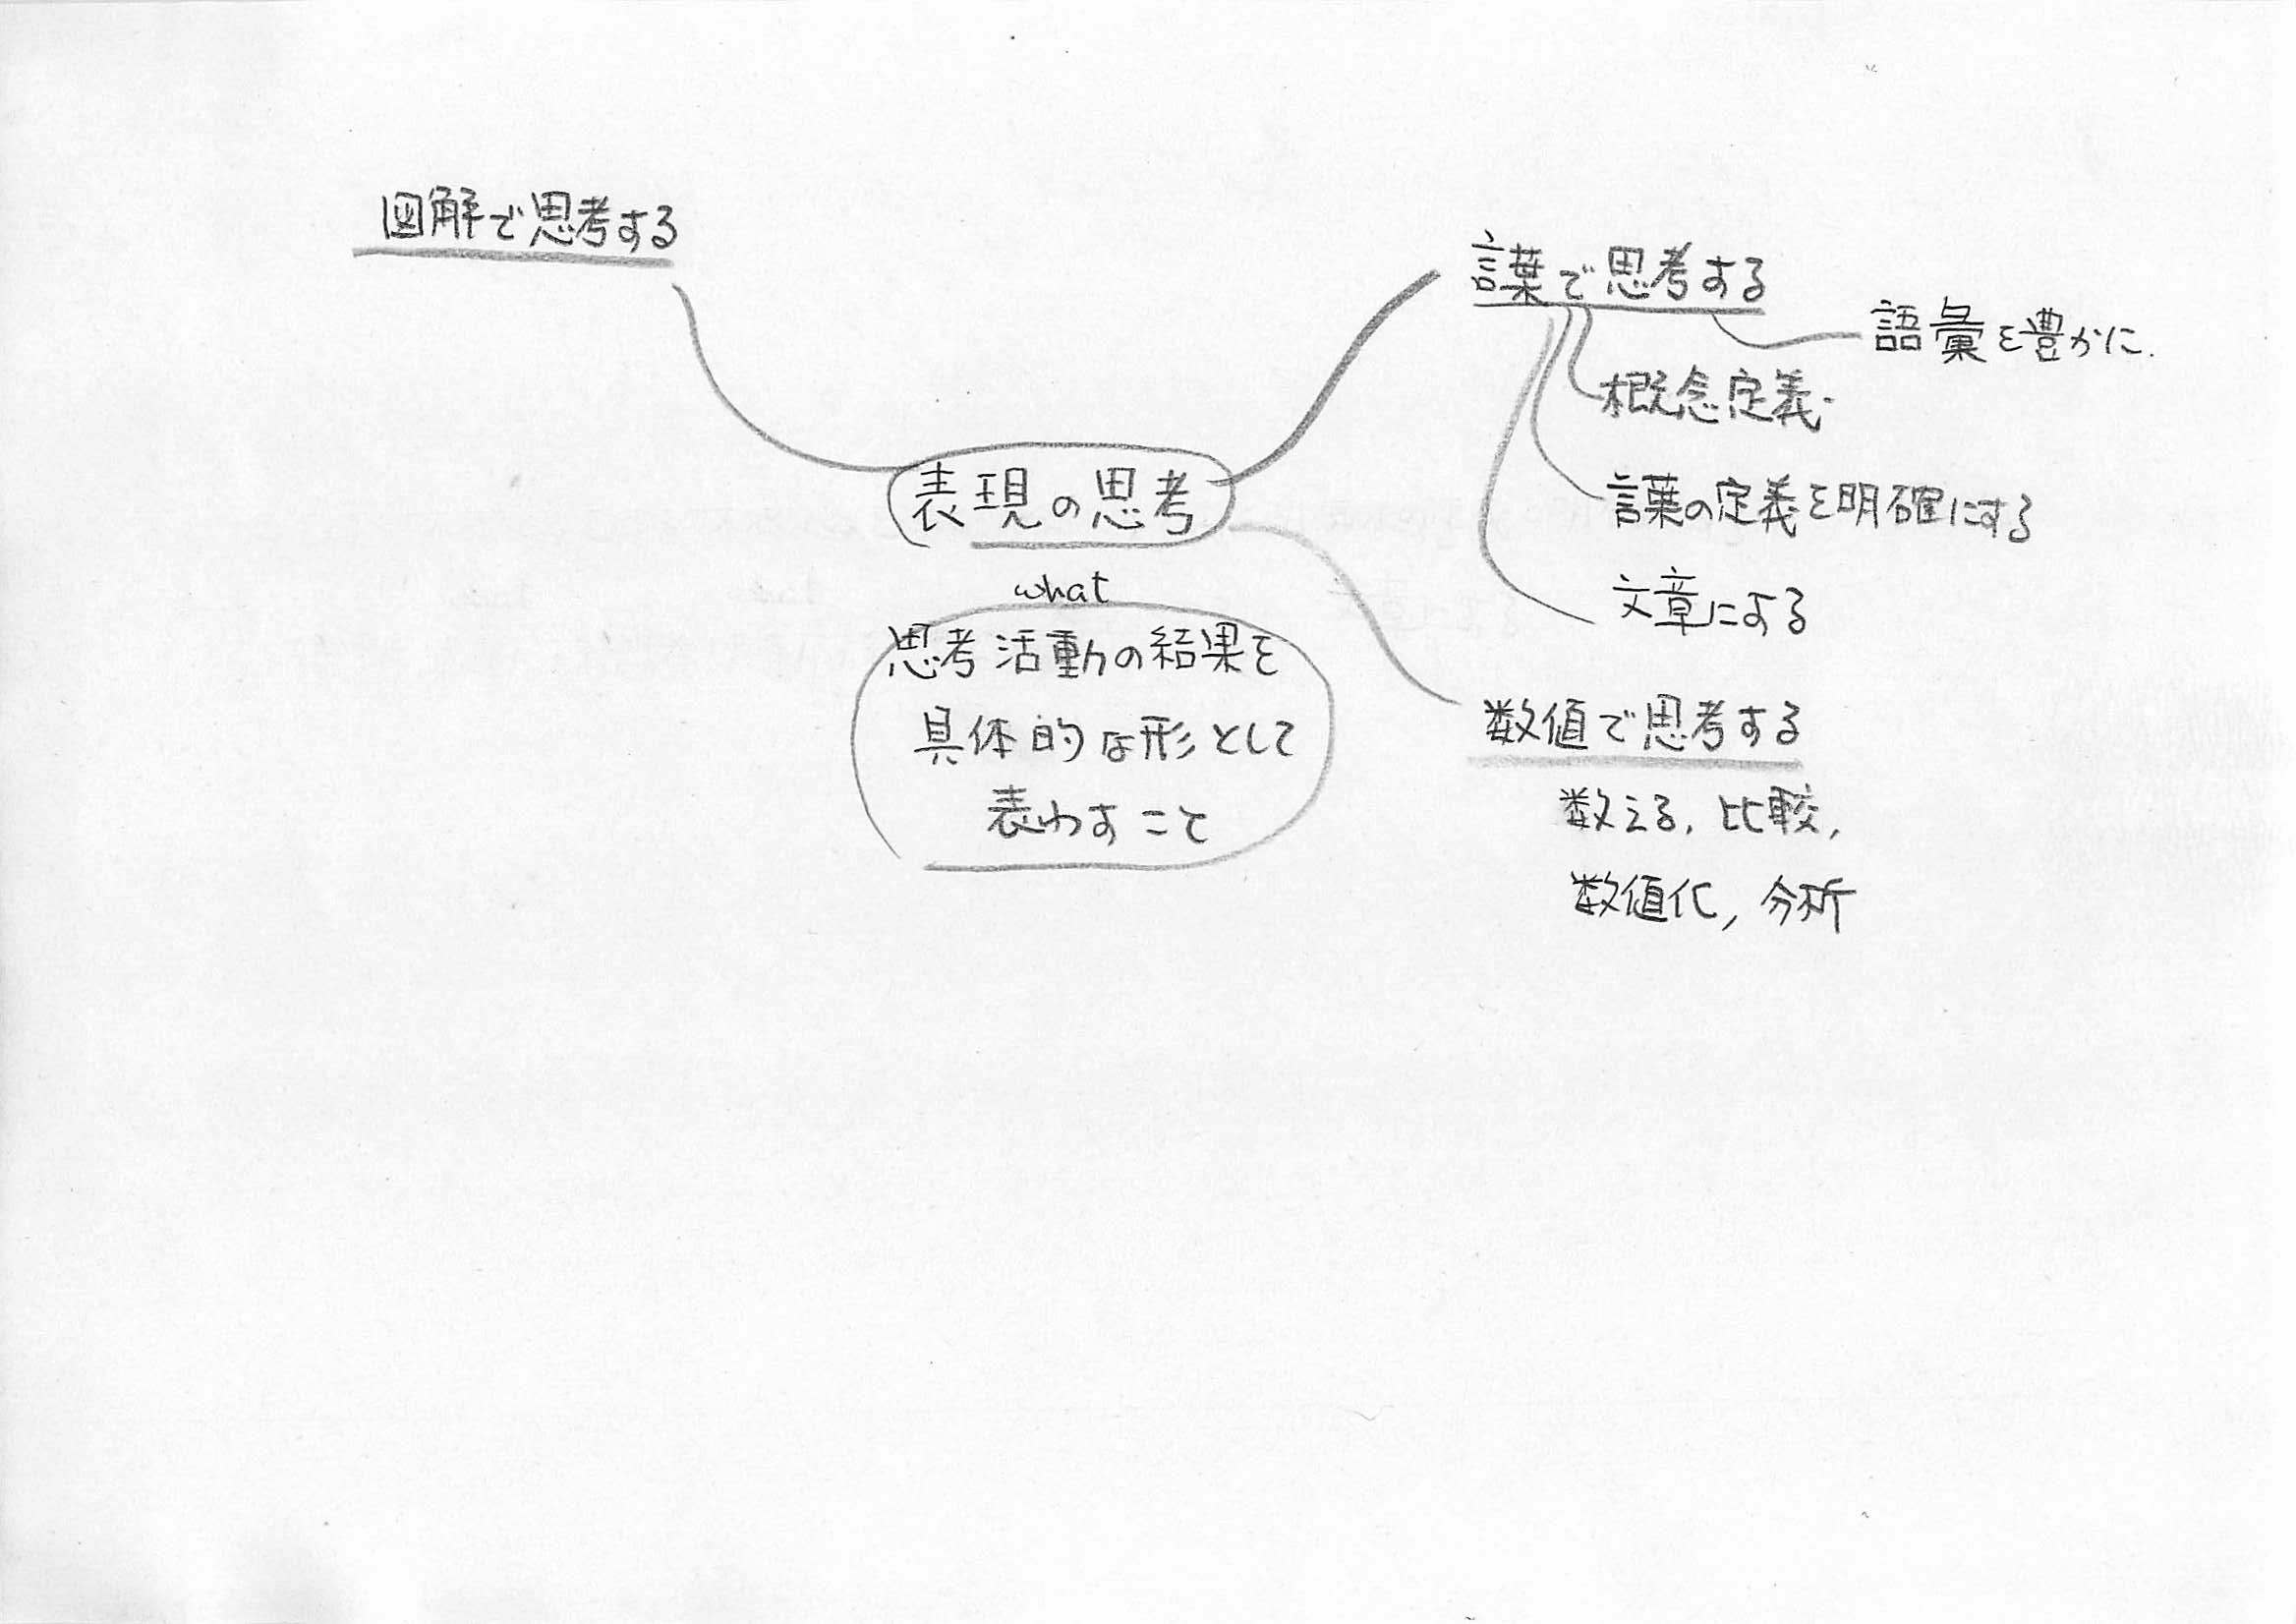 図解で思考する
言葉で思考する
語彙を豊かに.
概念定義.
表現の思考
言葉の定義を明確にする
what
文章による
思考活動の結果を
具体的な形として
表わすこと
数値で思考する
数える, 比較,
数値化, 分析